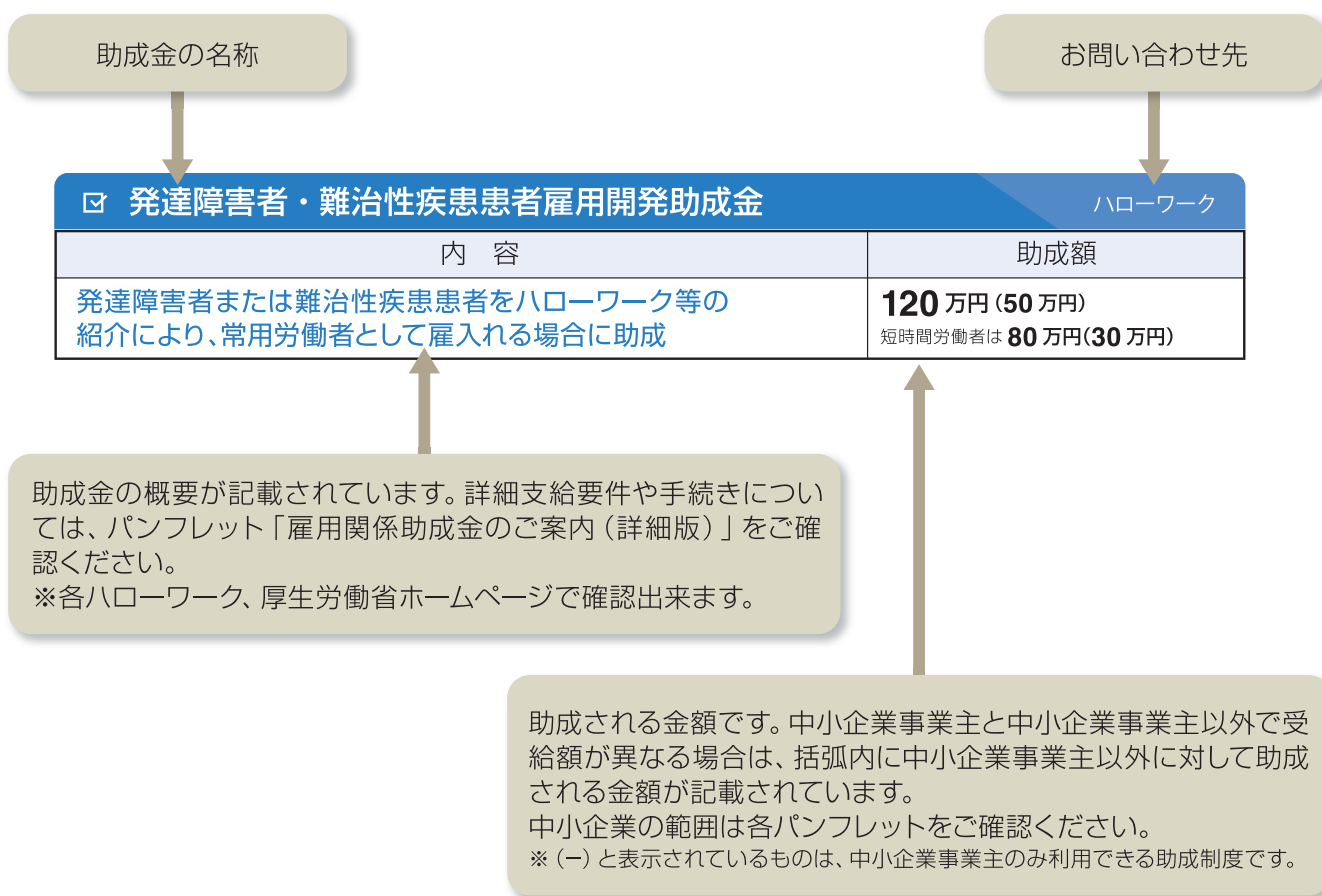 助成金の名称
お問い合わせ先
発達障害者・難治性疾患患者雇用開発助成金
ハローワーク
内　容
助成額
発達障害者または難治性疾患患者をハローワーク等の
紹介により、常用労働者として雇入れる場合に助成
120 万円 (50 万円)
短時間労働者は 80 万円(30 万円)
助成金の概要が記載されています。詳細支給要件や手続きについ
ては、パンフレット「雇用関係助成金のご案内（詳細版）」をご確
認ください。
※各ハローワーク、厚生労働省ホームページで確認出来ます。
助成される金額です。中小企業事業主と中小企業事業主以外で受
給額が異なる場合は、括弧内に中小企業事業主以外に対して助成
される金額が記載されています。
中小企業の範囲は各パンフレットをご確認ください。
※（－）と表示されているものは、中小企業事業主のみ利用できる助成制度です。